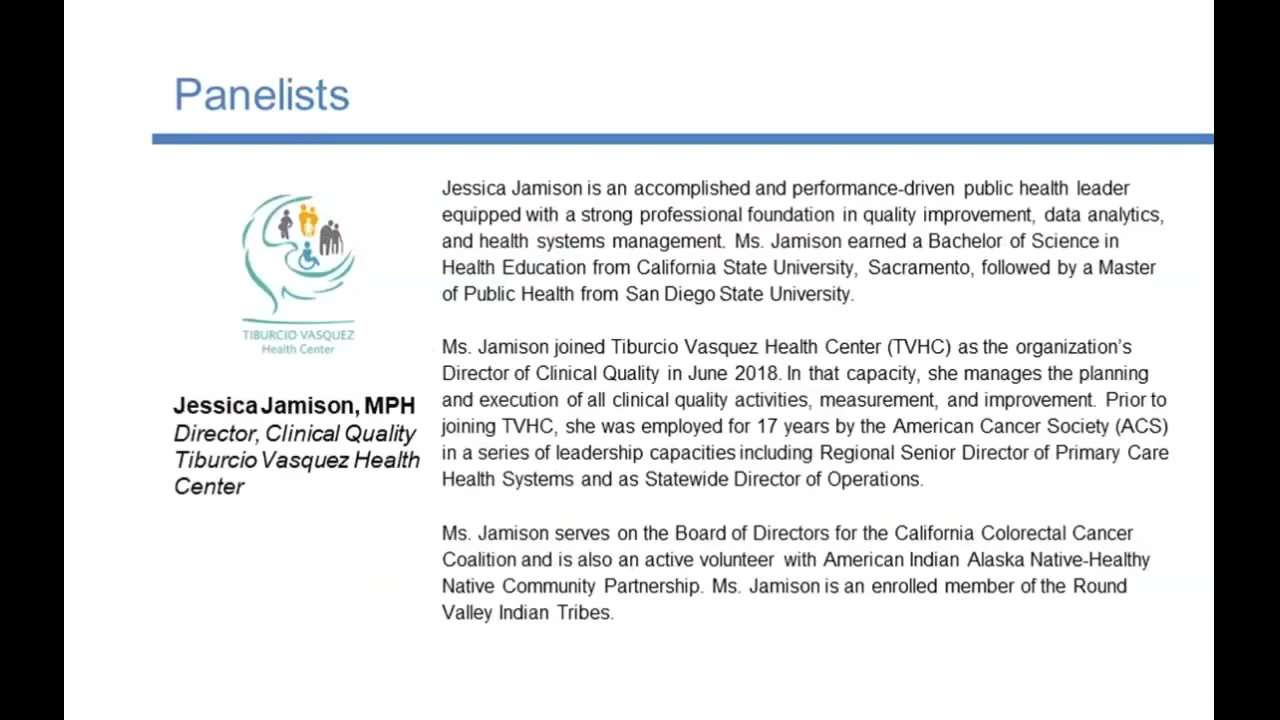 Panelists
TIBURCIO VASQUEZ
Health Center
Jessica Jamison, MPH
Director, Clinical Quality
Tiburcio Vasquez Health
Center
Jessica Jamison is an accomplished and performance-driven public health leader
equipped with a strong professional foundation in quality improvement, data analytics,
and health systems management. Ms. Jamison earned a Bachelor of Science in
Health Education from California State University, Sacramento, followed by a Master
of Public Health from San Diego State University.
Ms. Jamison joined Tiburcio Vasquez Health Center (TVHC) as the organization's
Director of Clinical Quality in June 2018. In that capacity, she manages the planning
and execution of all clinical quality activities, measurement, and improvement. Prior to
joining TVHC, she was employed for 17 years by the American Cancer Society (ACS)
in a series of leadership capacities including Regional Senior Director of Primary Care
Health Systems and as Statewide Director of Operations.
Ms. Jamison serves on the Board of Directors for the California Colorectal Cancer
Coalition and is also an active volunteer with American Indian Alaska Native-Healthy
Native Community Partnership. Ms. Jamison is an enrolled member of the Round
Valley Indian Tribes.